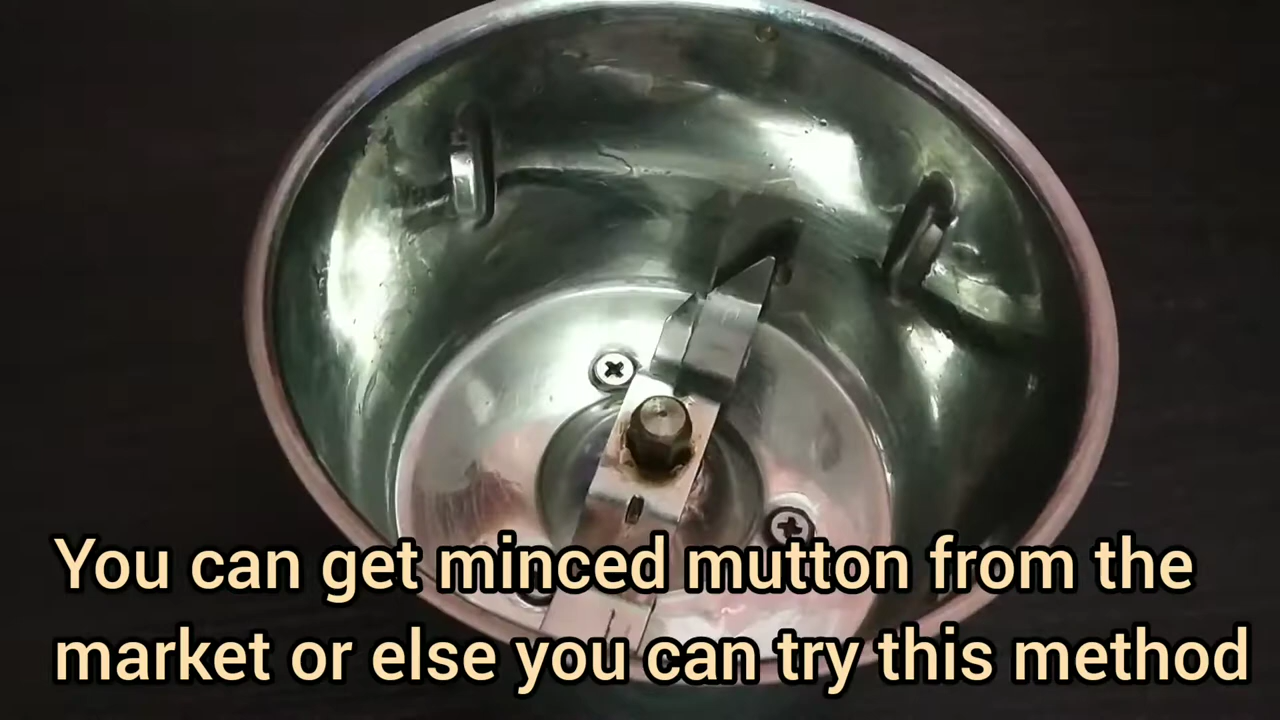 You can get minced mutton from the
market or else you can try this method